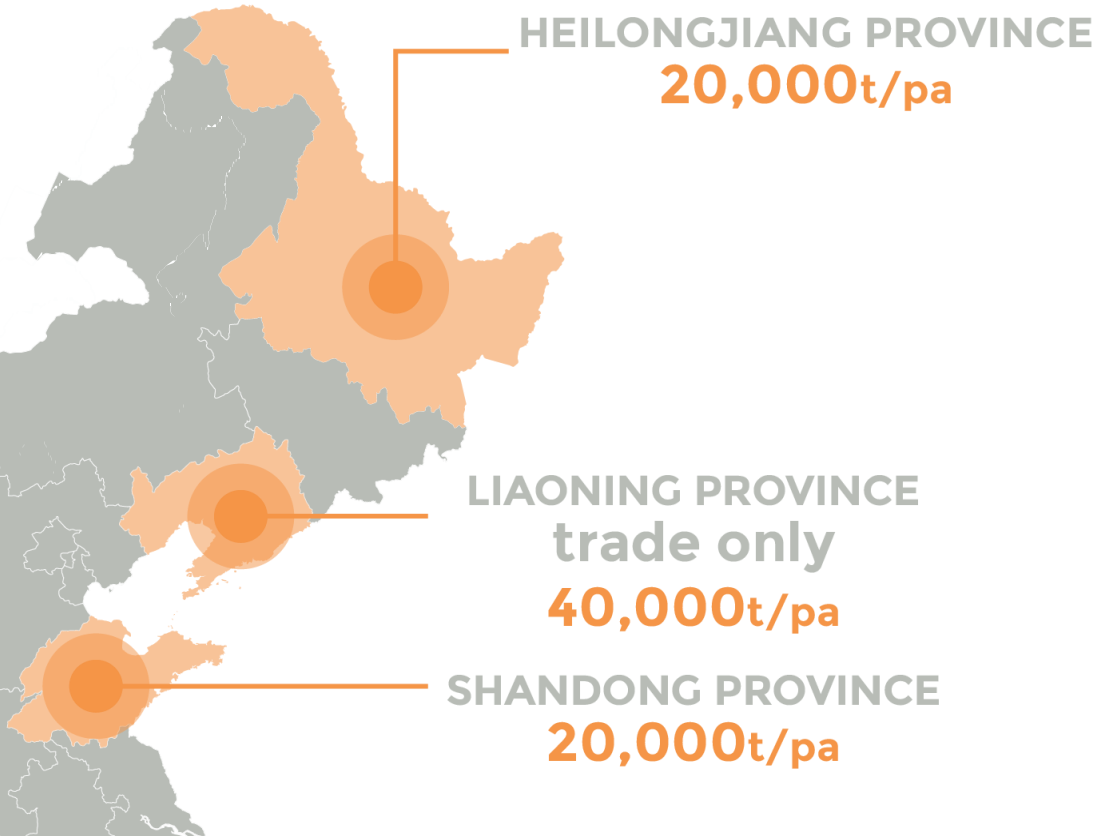 HEILONGJIANG PROVINCE
20,000t/pa
LIAONING PROVINCE
trade only
40,000t/pa
SHANDONG PROVINCE
20,000t/pa